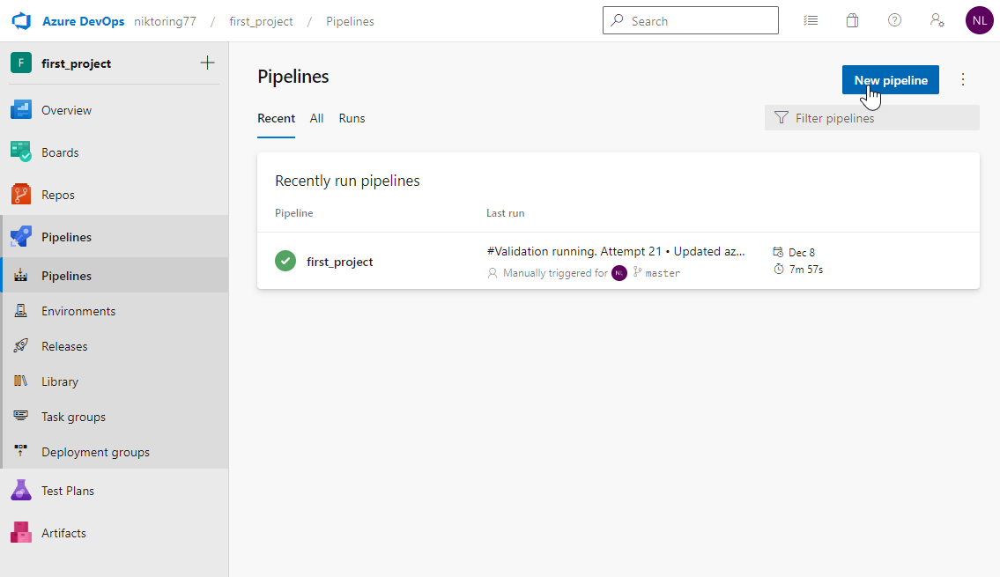 Azure DevOps niktoring77 / first_project / Pipelines
Search
NL
F first_project
Overview
Boards
Repos
Pipelines
Pipelines
Environments
Releases
Library
Task groups
Deployment groups
Test Plans
Artifacts
Pipelines
New pipeline
Recent All Runs
Filter pipelines
Recently run pipelines
Pipeline Last run
first_project
#Validation running. Attempt 21 • Updated az...
Manually triggered for NL master
Dec 8
7m 57s